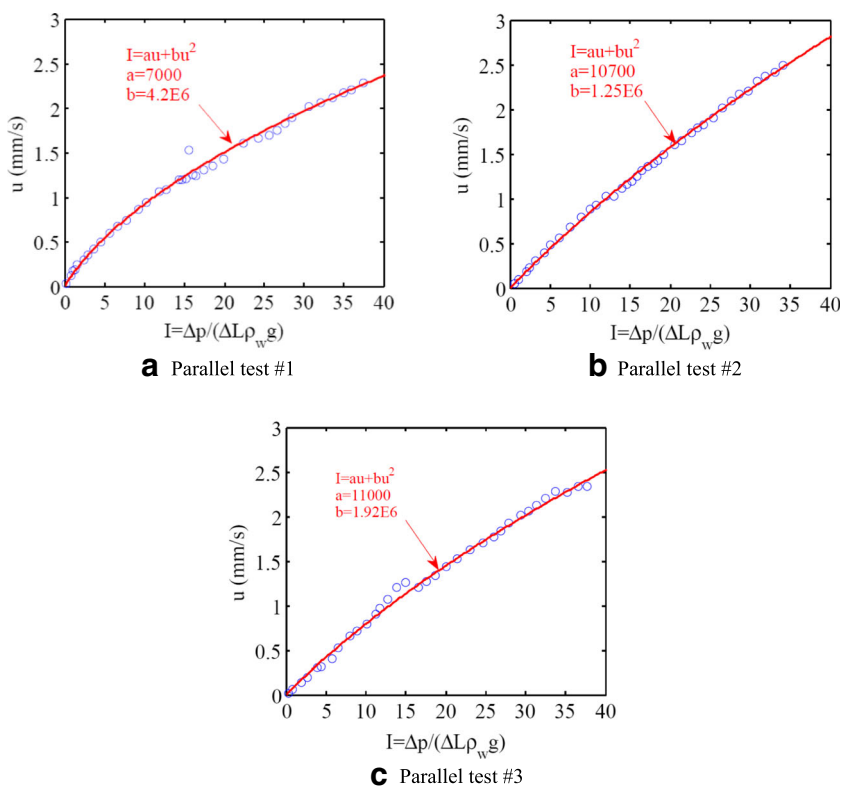 3
2.5
2
1.5
1
0.5
0
u (mm/s)
I=au+bu²
a=7000
b=4.2E6
0 5 10 15 20 25 30 35 40
I=Δp/(ΔLρ_w g)
a Parallel test #1
3
2.5
2
1.5
1
0.5
0
u (mm/s)
I=au+bu²
a=10700
b=1.25E6
0 5 10 15 20 25 30 35 40
I=Δp/(ΔLρ_w g)
b Parallel test #2
3
2.5
2
1.5
1
0.5
0
u (mm/s)
I=au+bu²
a=11000
b=1.92E6
0 5 10 15 20 25 30 35 40
I=Δp/(ΔLρ_w g)
c Parallel test #3